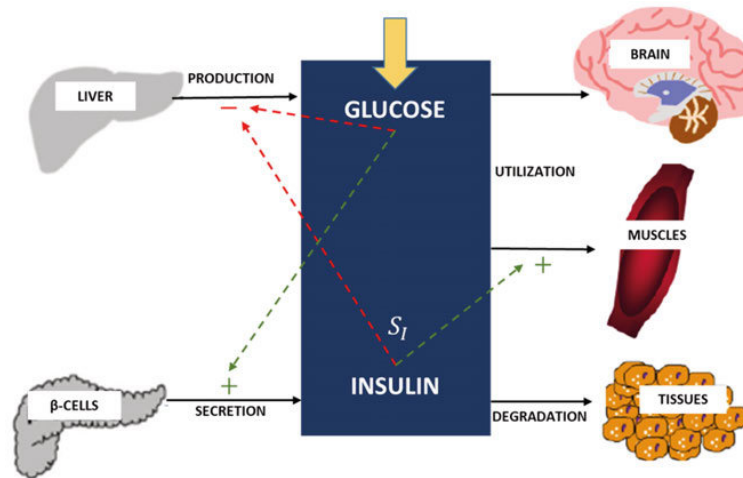 BRAIN
PRODUCTION
LIVER
−
GLUCOSE
UTILIZATION
MUSCLES
+
S_I
+
INSULIN
β-CELLS
SECRETION
DEGRADATION
TISSUES